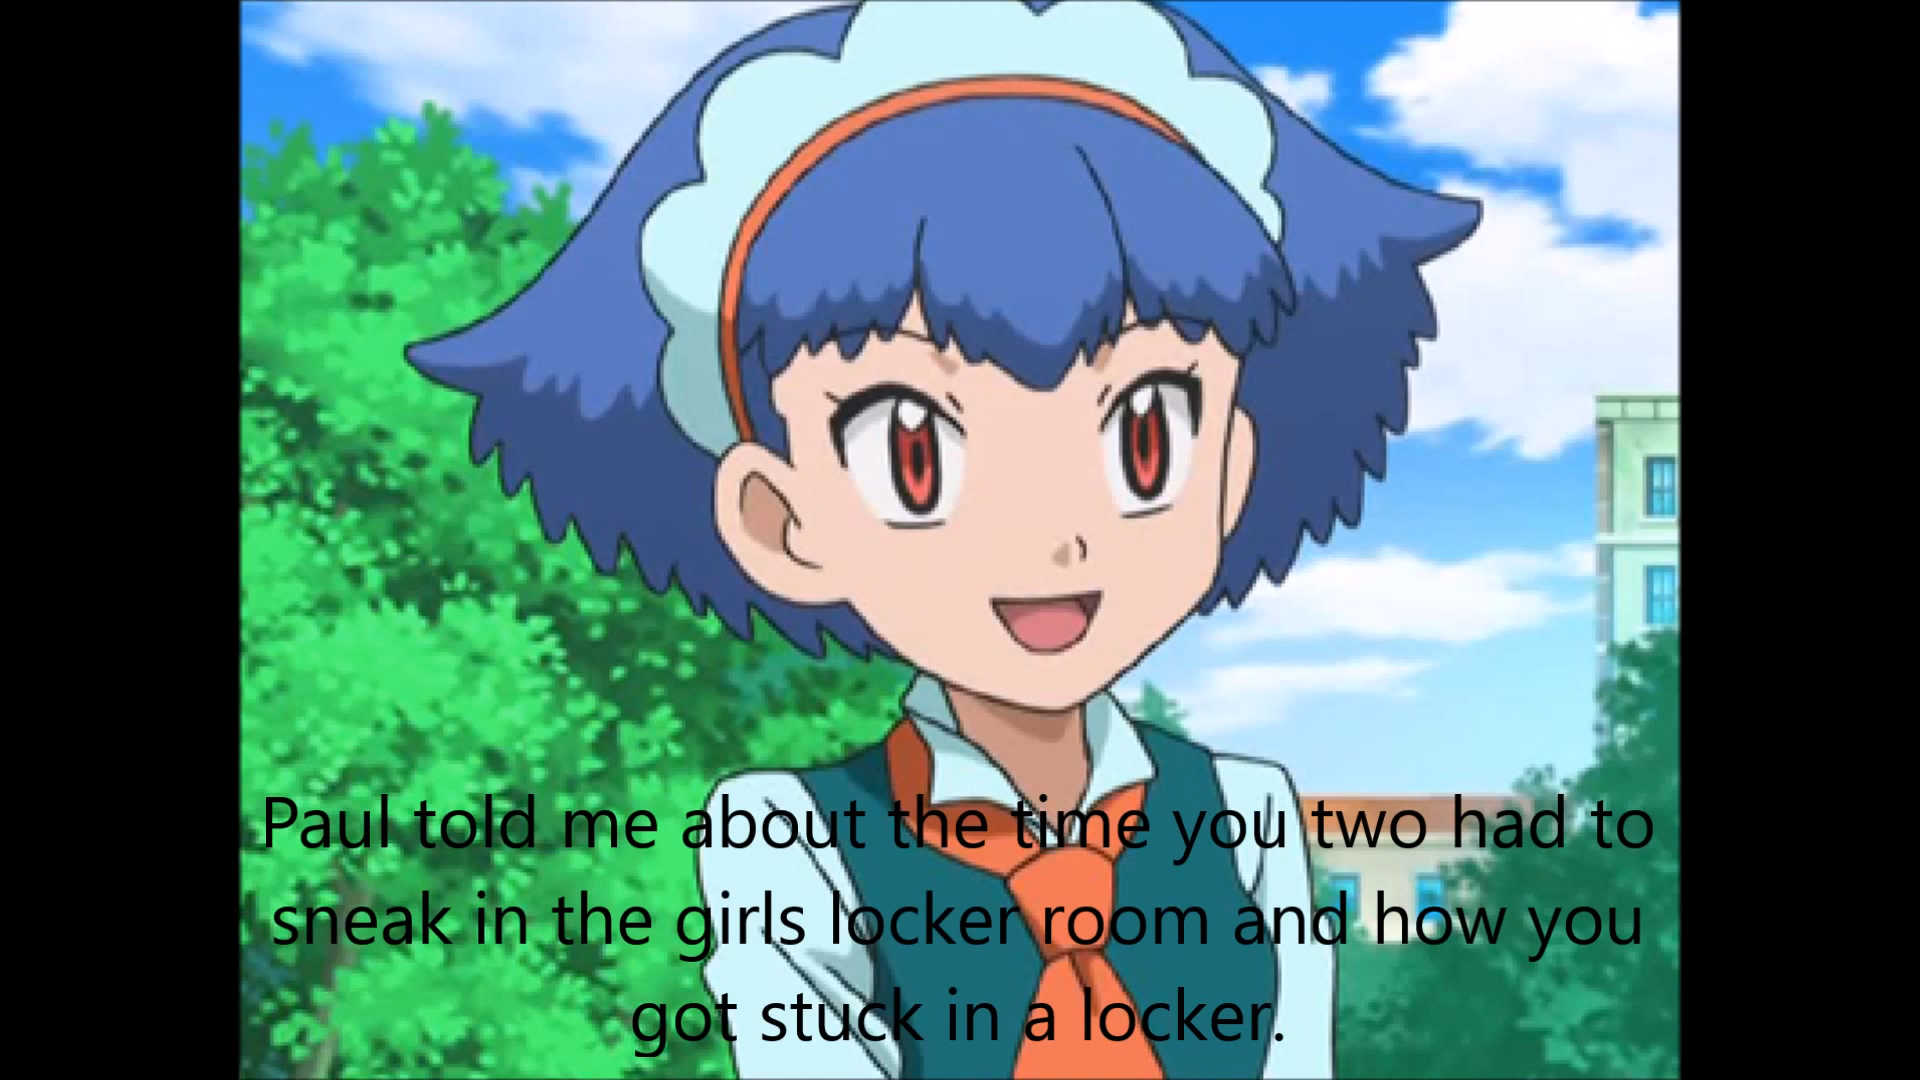 Paul told me about the time you two had to
sneak in the girls locker room and how you
got stuck in a locker.